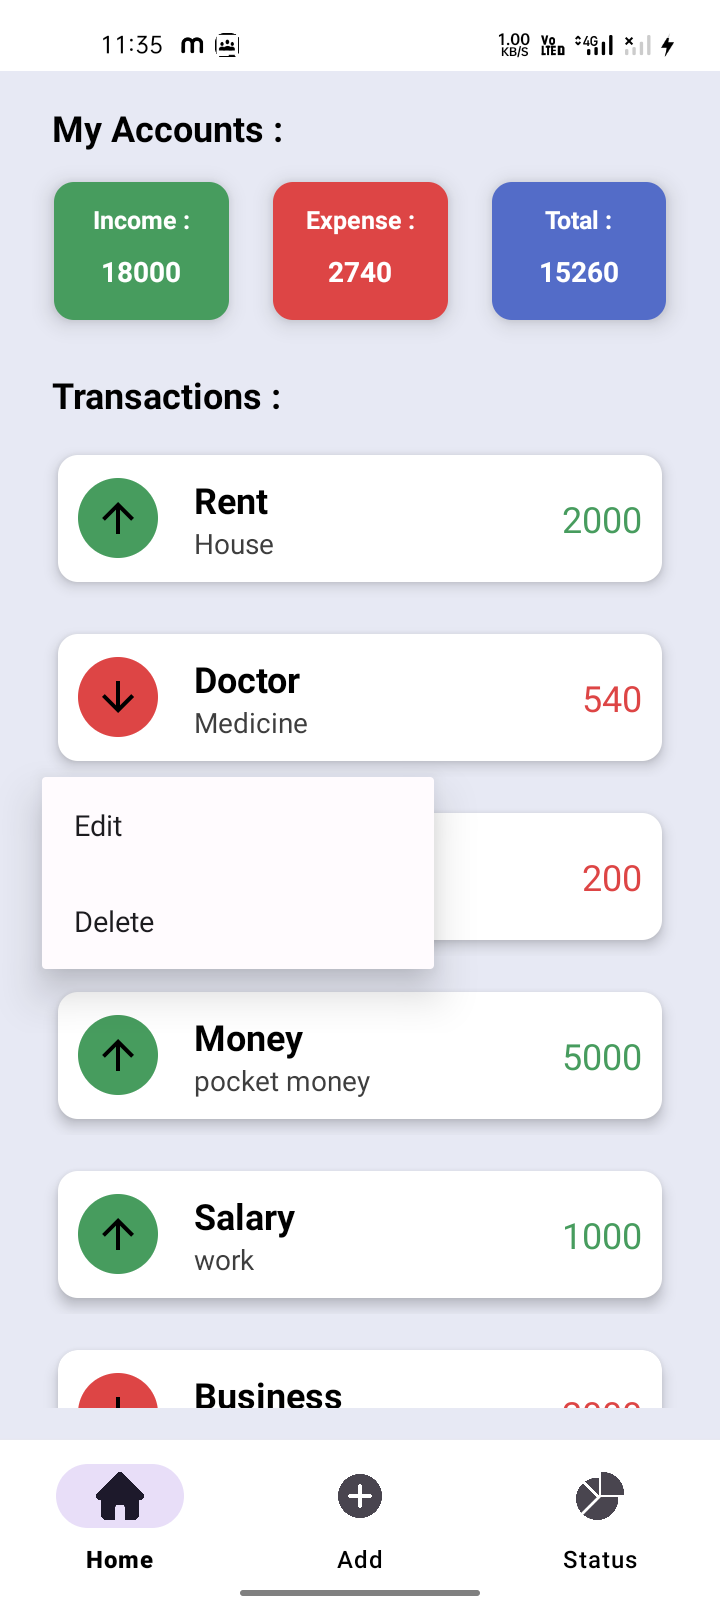 11:35 m 1.00 KB/S Vo LTE 4G
My Accounts :
Income : Expense : Total :
18000 2740 15260
Transactions :
Rent
House
2000
Doctor
Medicine
540
Edit
Delete
200
Money
pocket money
5000
Salary
work
1000
Business
Home Add Status